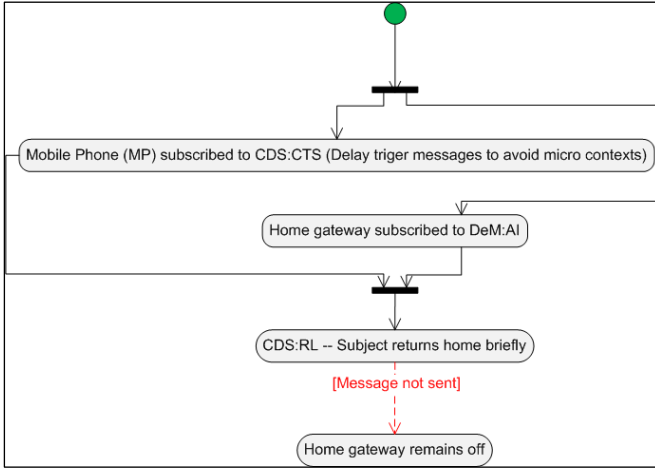 Mobile Phone (MP) subscribed to CDS:CTS (Delay triger messages to avoid micro contexts)
Home gateway subscribed to DeM:AI
CDS:RL -- Subject returns home briefly
[Message not sent]
Home gateway remains off